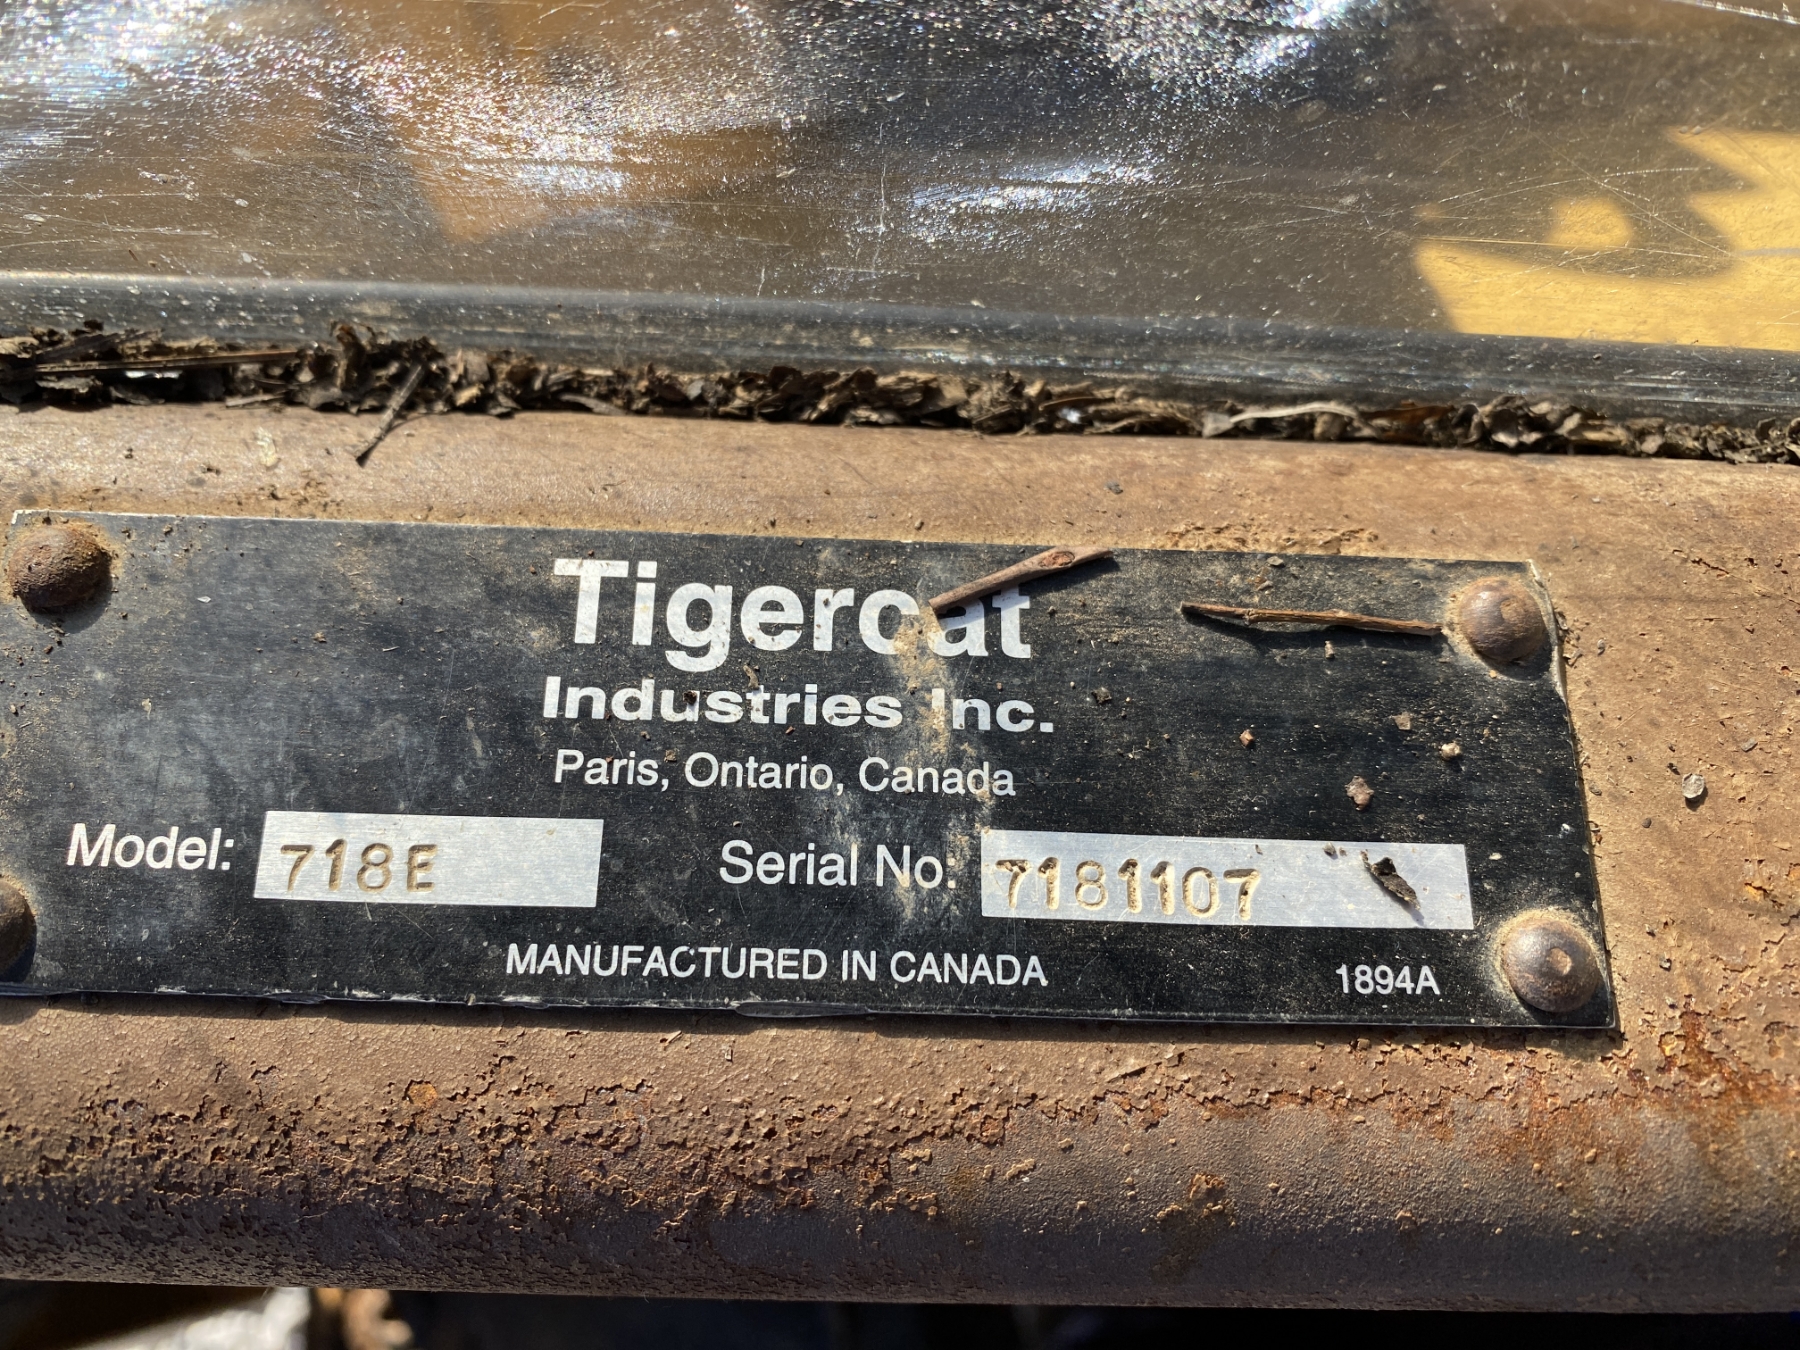 Tigercat
Industries Inc.
Paris, Ontario, Canada
Model: 718E Serial No: 7181107
MANUFACTURED IN CANADA 1894A